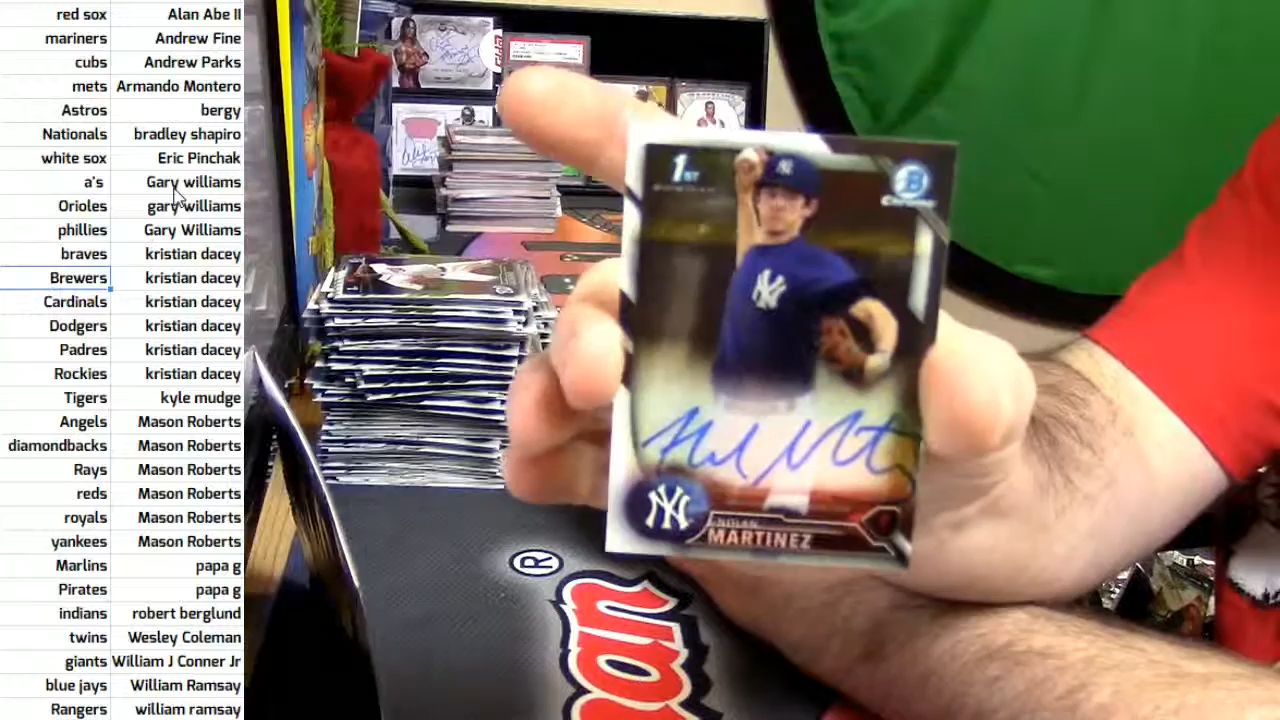 red sox Alan Abe II
mariners Andrew Fine
cubs Andrew Parks
mets Armando Montero
Astros bergy
Nationals bradley shapiro
white sox Eric Pinchak
a's Gary williams
Orioles gary williams
phillies Gary Williams
braves kristian dacey
Brewers kristian dacey
Cardinals kristian dacey
Dodgers kristian dacey
Padres kristian dacey
Rockies kristian dacey
Tigers kyle mudge
Angels Mason Roberts
diamondbacks Mason Roberts
Rays Mason Roberts
reds Mason Roberts
royals Mason Roberts
yankees Mason Roberts
Marlins papa g
Pirates papa g
indians robert berglund
twins Wesley Coleman
giants William J Conner Jr
blue jays William Ramsay
Rangers william ramsay
1ST
B
NY
NY
NY
NOLAN
MARTINEZ
®